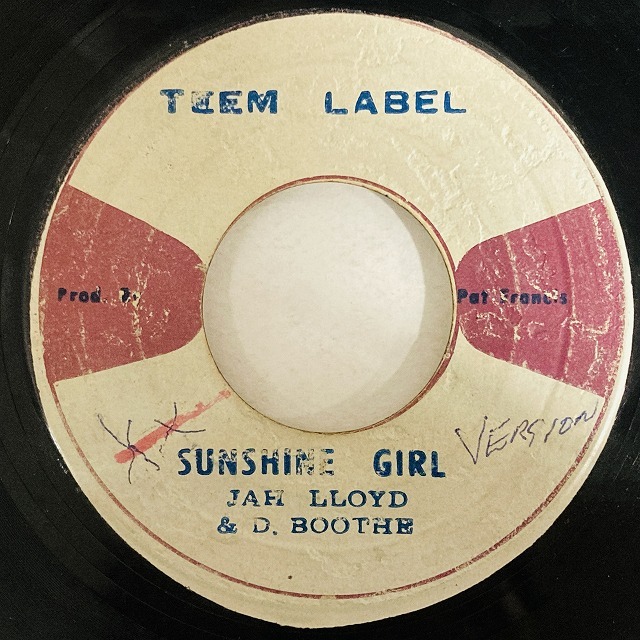 TEEM LABEL
Prod. By Pat Francis
VERSION
SUNSHINE GIRL
JAH LLOYD
& D. BOOTHE